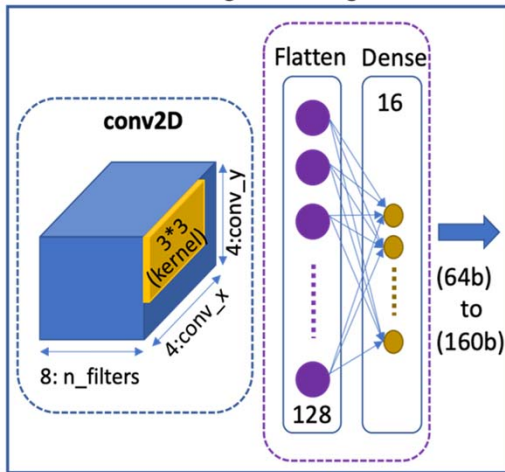 Flatten Dense
16
conv2D
3*3
(kernel)
4:conv_y
4:conv_x
8: n_filters
128
(64b)
to
(160b)